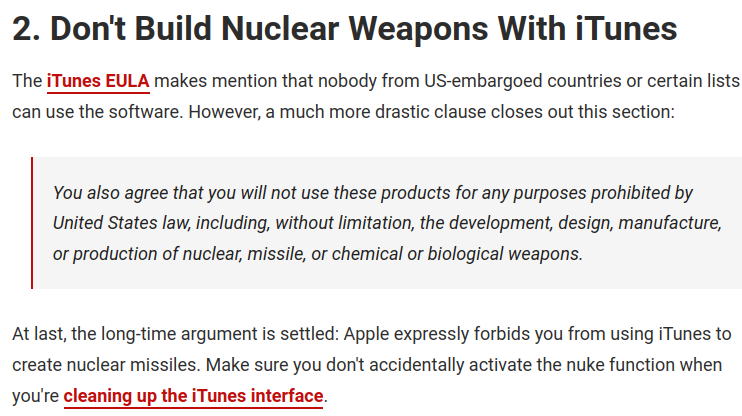 2. Don't Build Nuclear Weapons With iTunes
The iTunes EULA makes mention that nobody from US-embargoed countries or certain lists
can use the software. However, a much more drastic clause closes out this section:
You also agree that you will not use these products for any purposes prohibited by
United States law, including, without limitation, the development, design, manufacture,
or production of nuclear, missile, or chemical or biological weapons.
At last, the long-time argument is settled: Apple expressly forbids you from using iTunes to
create nuclear missiles. Make sure you don't accidentally activate the nuke function when
you're cleaning up the iTunes interface.